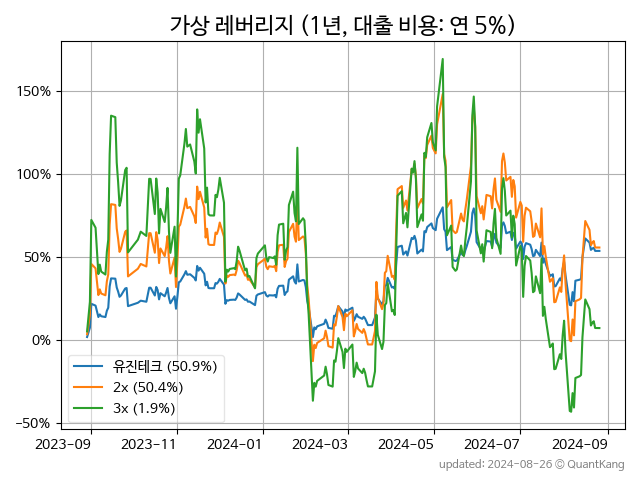 가상 레버리지 (1년, 대출 비용: 연 5%)
150%
100%
50%
0%
−50%
유진테크 (50.9%)
2x (50.4%)
3x (1.9%)
2023-09
2023-11
2024-01
2024-03
2024-05
2024-07
2024-09
updated: 2024-08-26 © QuantKang